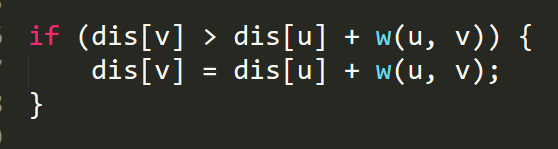 if (dis[v] > dis[u] + w(u, v)) {
    dis[v] = dis[u] + w(u, v);
}